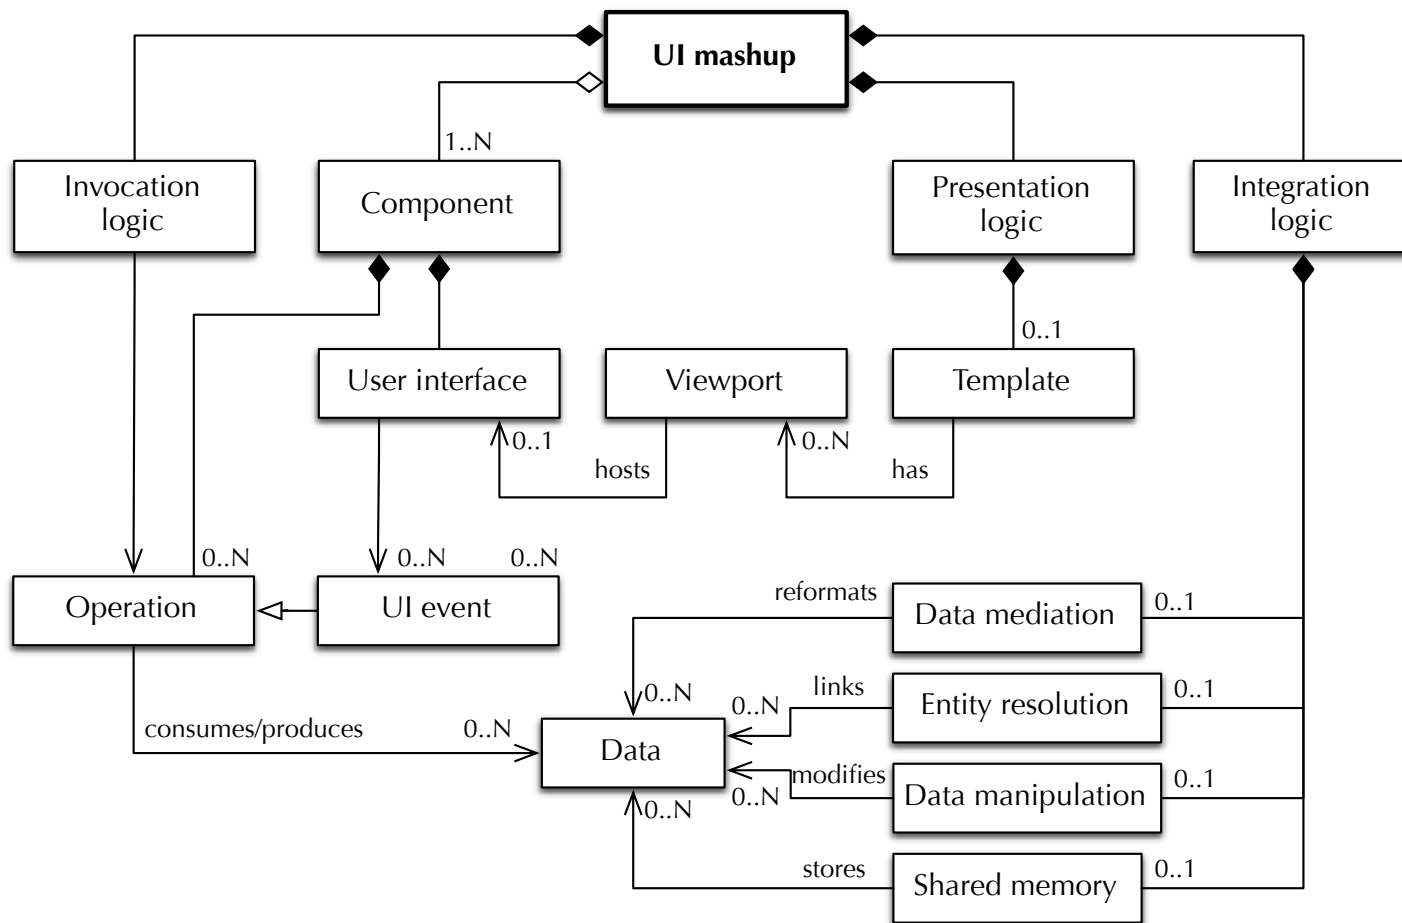 UI mashup
1..N
Invocation
logic
Component
Presentation
logic
Integration
logic
0..1
User interface
Viewport
Template
0..1
0..N
hosts
has
0..N
0..N
0..N
Operation
UI event
reformats
Data mediation
0..1
0..N
links
0..N
Entity resolution
0..1
consumes/produces
0..N
Data
modifies
0..N
0..N
Data manipulation
0..1
stores
Shared memory
0..1